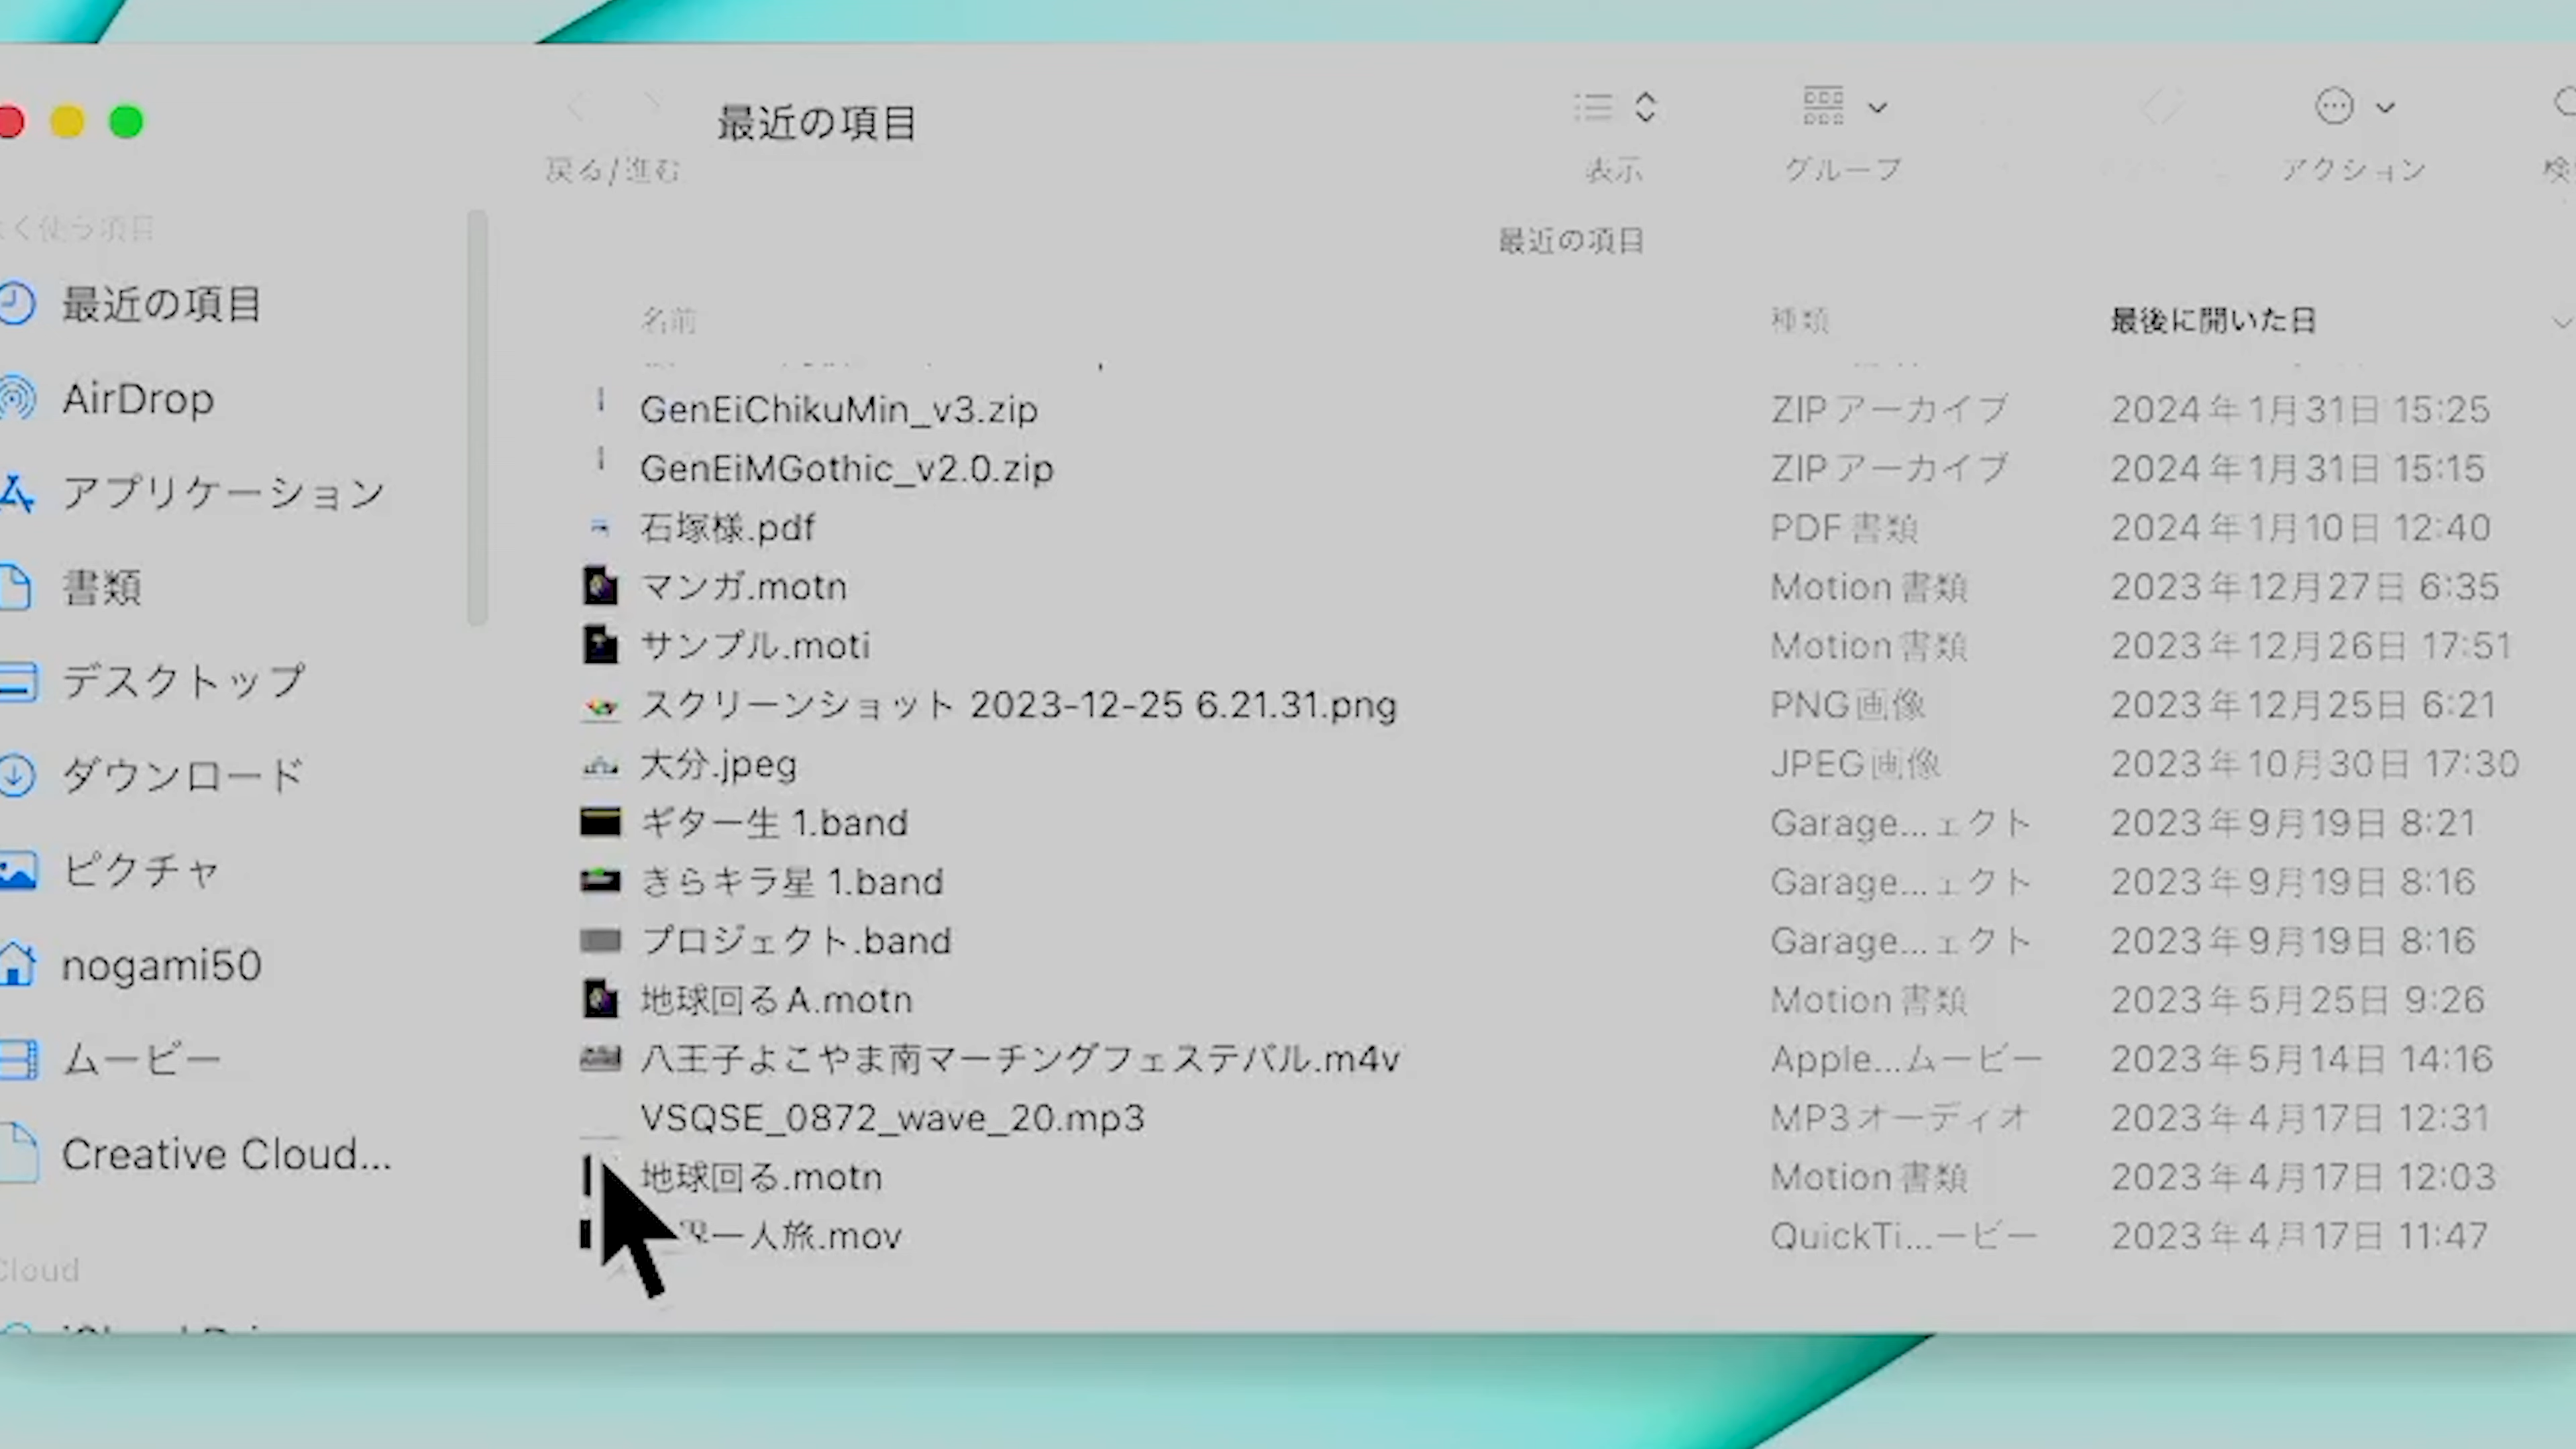 最近の項目
戻る/進む
表示
グループ
アクション
最近の項目
く使う項目
最近の項目
AirDrop
アプリケーション
書類
デスクトップ
ダウンロード
ピクチャ
nogami50
ムービー
Creative Cloud...
名前 種類 最後に開いた日
GenEiChikuMin_v3.zip ZIPアーカイブ 2024年1月31日 15:25
GenEiMGothic_v2.0.zip ZIPアーカイブ 2024年1月31日 15:15
石塚様.pdf PDF書類 2024年1月10日 12:40
マンガ.motn Motion書類 2023年12月27日 6:35
サンプル.moti Motion書類 2023年12月26日 17:51
スクリーンショット 2023-12-25 6.21.31.png PNG画像 2023年12月25日 6:21
大分.jpeg JPEG画像 2023年10月30日 17:30
ギター生 1.band Garage...ェクト 2023年9月19日 8:21
きらキラ星 1.band Garage...ェクト 2023年9月19日 8:16
プロジェクト.band Garage...ェクト 2023年9月19日 8:16
地球回るA.motn Motion書類 2023年5月25日 9:26
八王子よこやま南マーチングフェステバル.m4v Apple...ムービー 2023年5月14日 14:16
VSQSE_0872_wave_20.mp3 MP3オーディオ 2023年4月17日 12:31
地球回る.motn Motion書類 2023年4月17日 12:03
一人旅.mov QuickTi...ービー 2023年4月17日 11:47